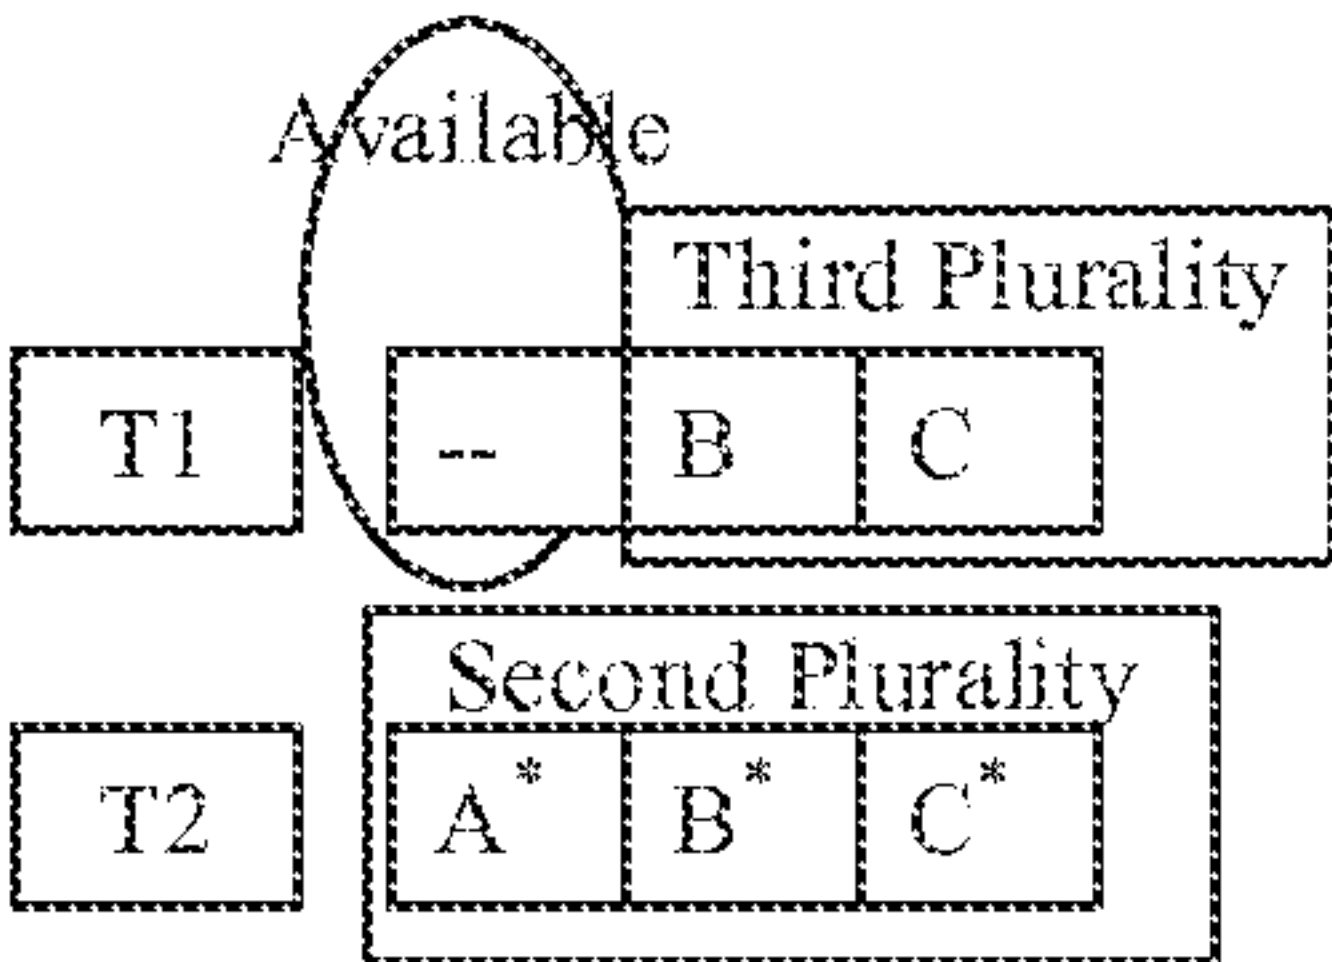 Available
Third Plurality
T1 -- B C
Second Plurality
T2 A* B* C*